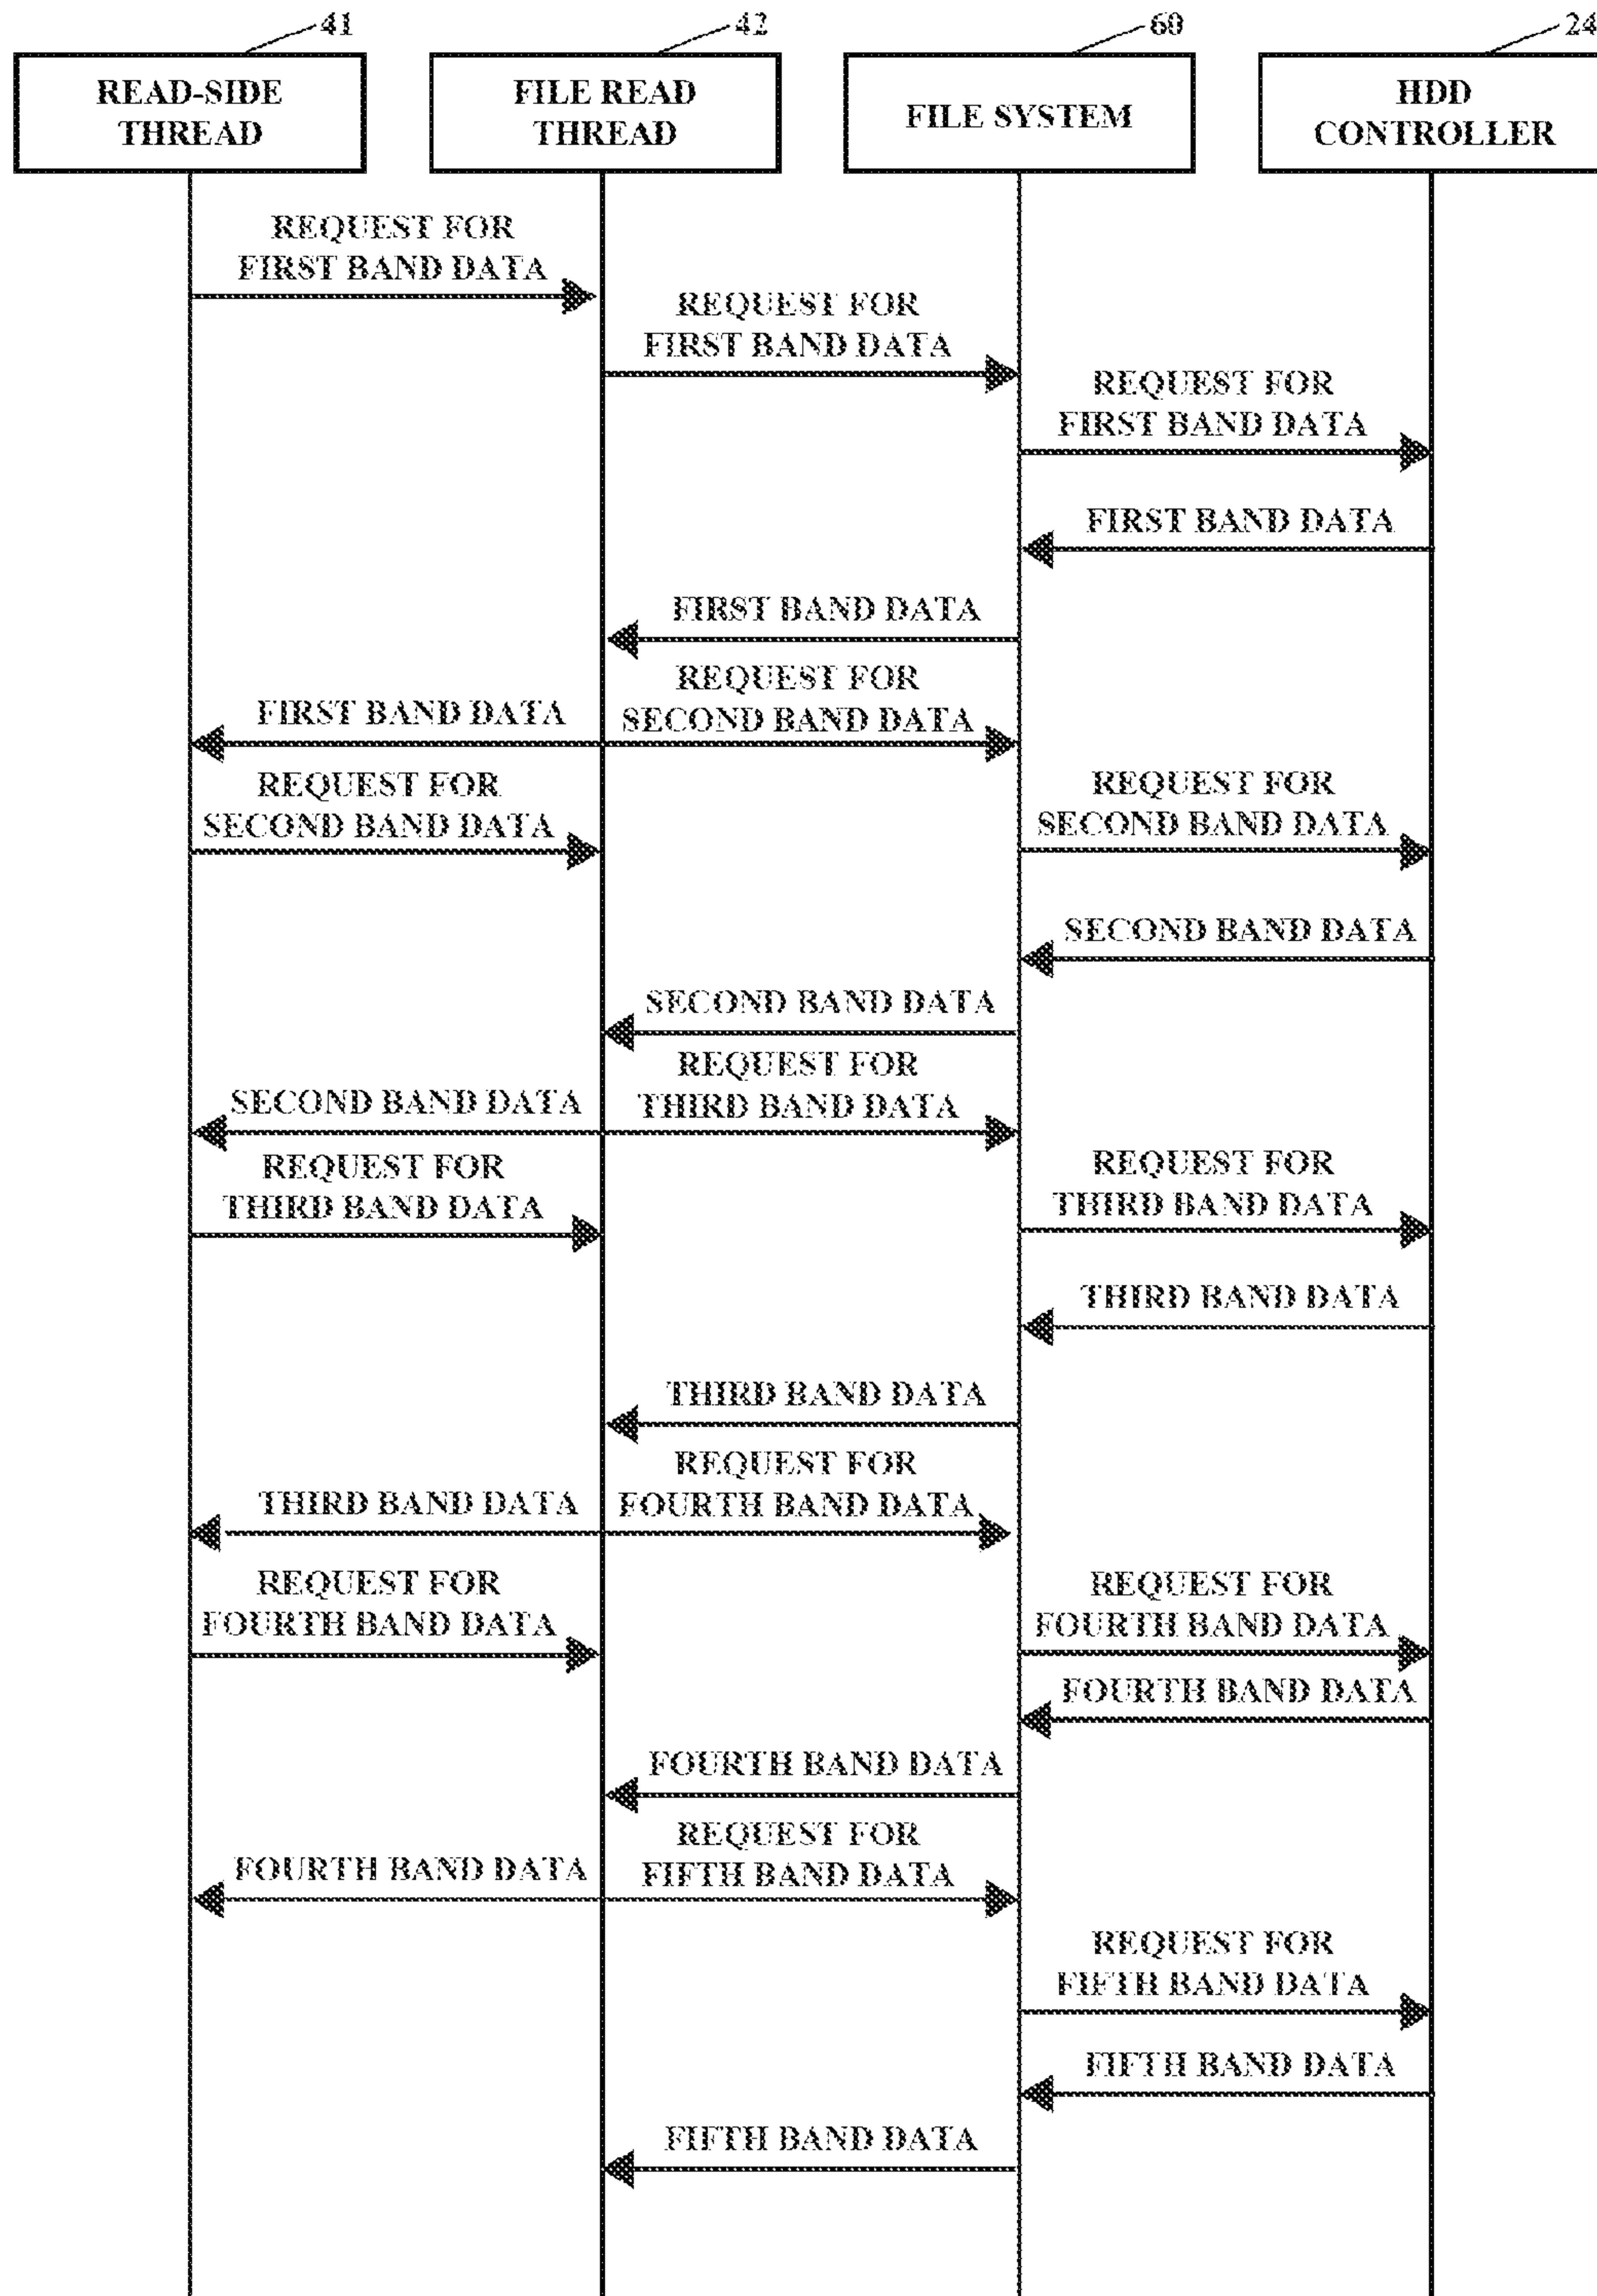 41
42
60
24
READ-SIDE
THREAD
FILE READ
THREAD
FILE SYSTEM
HDD
CONTROLLER
REQUEST FOR
FIRST BAND DATA
REQUEST FOR
FIRST BAND DATA
REQUEST FOR
FIRST BAND DATA
FIRST BAND DATA
FIRST BAND DATA
FIRST BAND DATA
REQUEST FOR
SECOND BAND DATA
REQUEST FOR
SECOND BAND DATA
REQUEST FOR
SECOND BAND DATA
SECOND BAND DATA
SECOND BAND DATA
SECOND BAND DATA
REQUEST FOR
THIRD BAND DATA
REQUEST FOR
THIRD BAND DATA
REQUEST FOR
THIRD BAND DATA
THIRD BAND DATA
THIRD BAND DATA
THIRD BAND DATA
REQUEST FOR
FOURTH BAND DATA
REQUEST FOR
FOURTH BAND DATA
REQUEST FOR
FOURTH BAND DATA
FOURTH BAND DATA
FOURTH BAND DATA
FOURTH BAND DATA
REQUEST FOR
FIFTH BAND DATA
REQUEST FOR
FIFTH BAND DATA
FIFTH BAND DATA
FIFTH BAND DATA